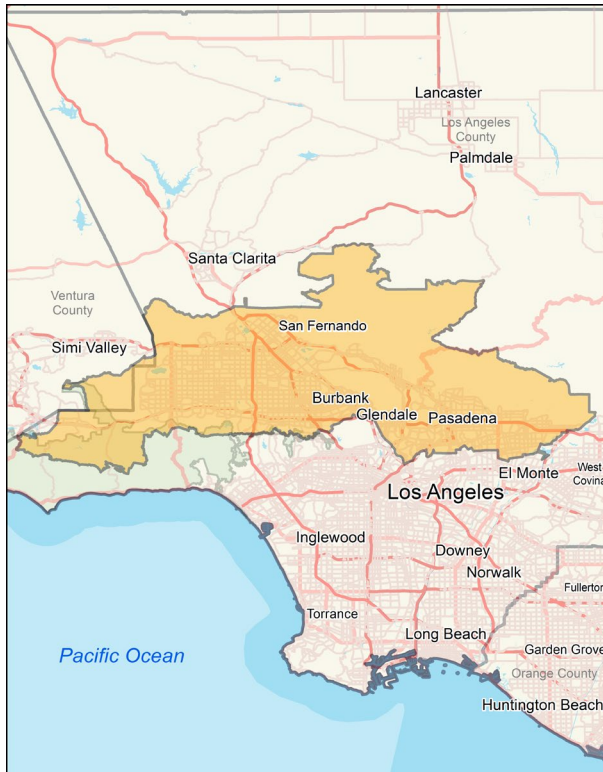 Lancaster
Los Angeles
County
Palmdale
Santa Clarita
Ventura
County
San Fernando
Simi Valley
Burbank
Glendale
Pasadena
El Monte
West
Covina
Los Angeles
Inglewood
Downey
Norwalk
Fullerton
Torrance
Long Beach
Pacific Ocean
Garden Grove
Orange County
Huntington Beach